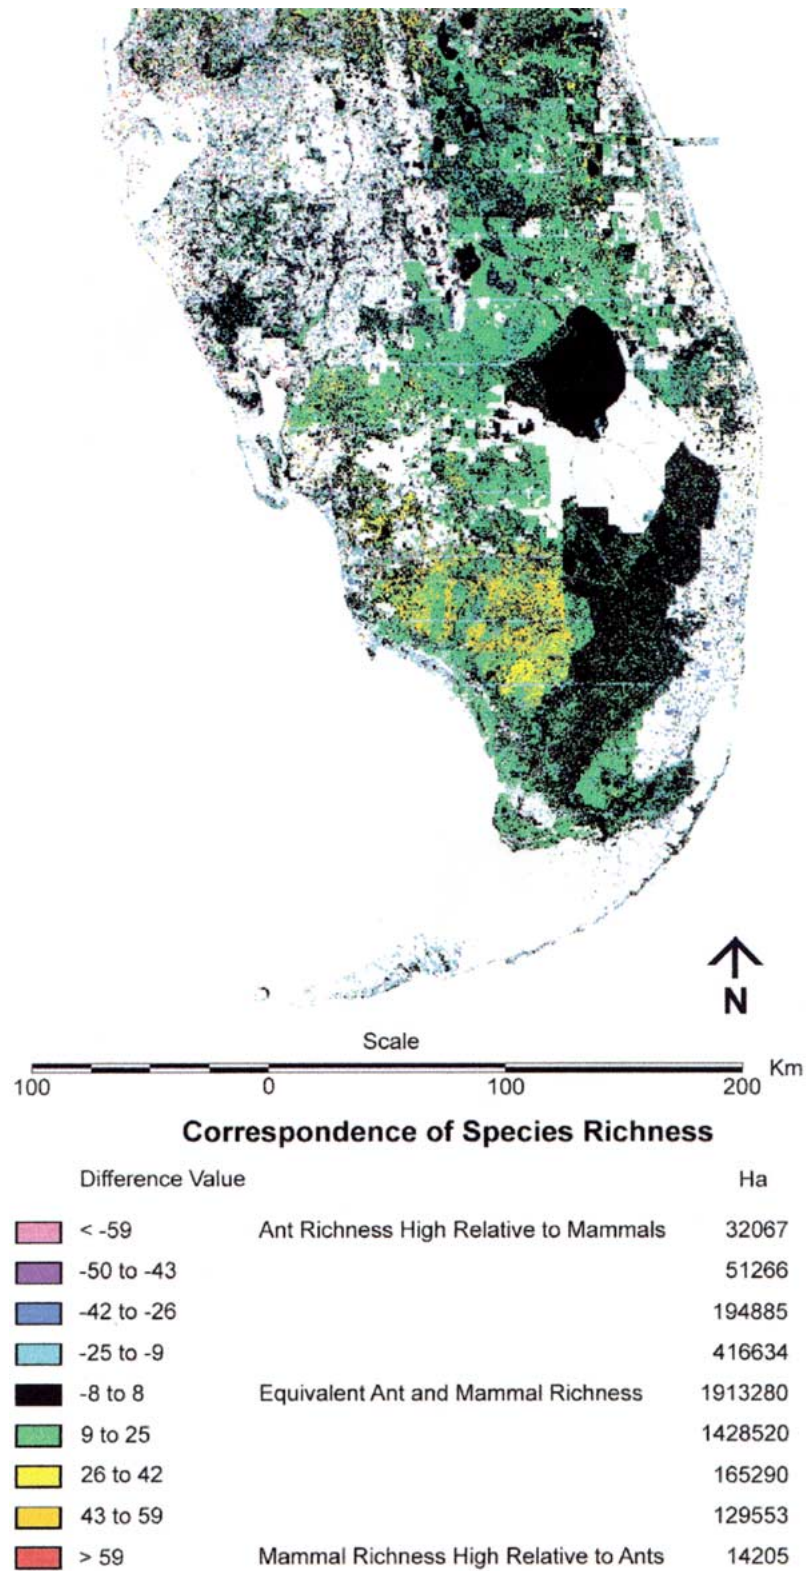 N
Scale
100 0 100 200 Km
Correspondence of Species Richness
Difference Value Ha
< -59 Ant Richness High Relative to Mammals 32067
-50 to -43 51266
-42 to -26 194885
-25 to -9 416634
-8 to 8 Equivalent Ant and Mammal Richness 1913280
9 to 25 1428520
26 to 42 165290
43 to 59 129553
> 59 Mammal Richness High Relative to Ants 14205